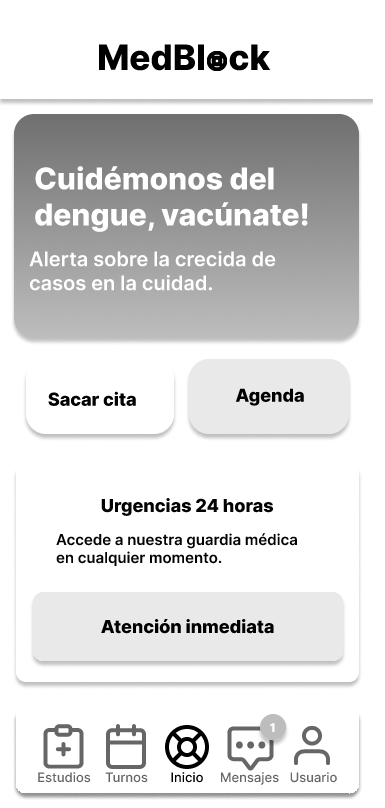 MedBlock
Cuidémonos del
dengue, vacúnate!
Alerta sobre la crecida de
casos en la cuidad.
Sacar cita
Agenda
Urgencias 24 horas
Accede a nuestra guardia médica
en cualquier momento.
Atención inmediata
1
Estudios Turnos Inicio Mensajes Usuario